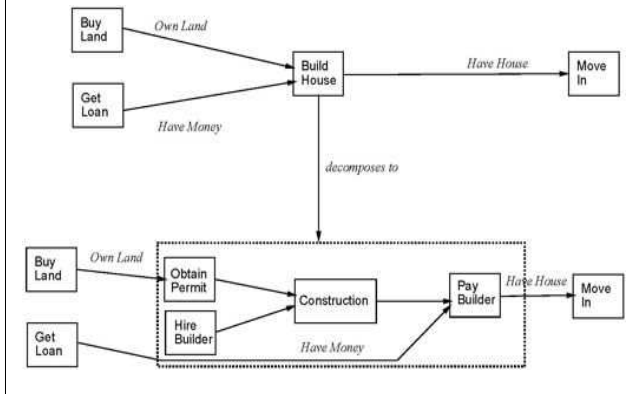 Buy
Land
Own Land
Build
House
Have House
Move
In
Get
Loan
Have Money
decomposes to
Buy
Land
Own Land
Obtain
Permit
Construction
Pay
Builder
Have House
Move
In
Hire
Builder
Get
Loan
Have Money